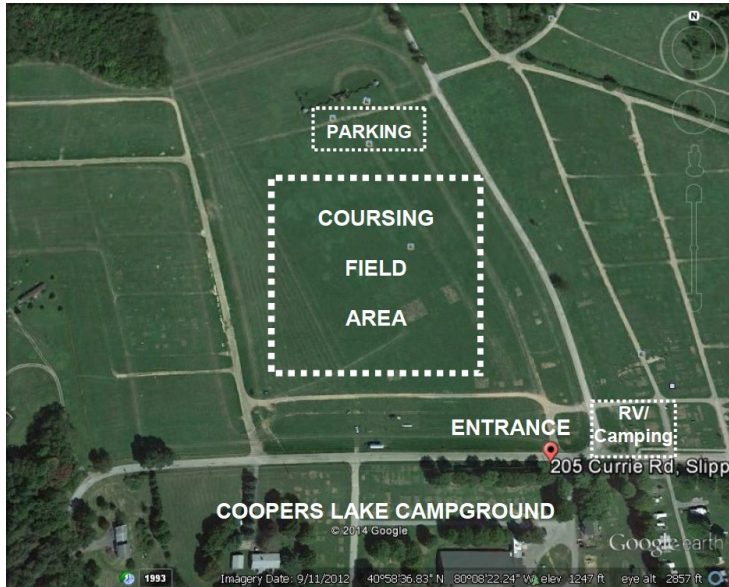 N
PARKING
COURSING
FIELD
AREA
RV/
Camping
ENTRANCE
205 Currie Rd, Slipp
COOPERS LAKE CAMPGROUND
© 2014 Google
Google earth
1993
Imagery Date: 9/11/2012 40°58'36.83" N 80°08'22.24" W elev 1247 ft eye alt 2857 ft